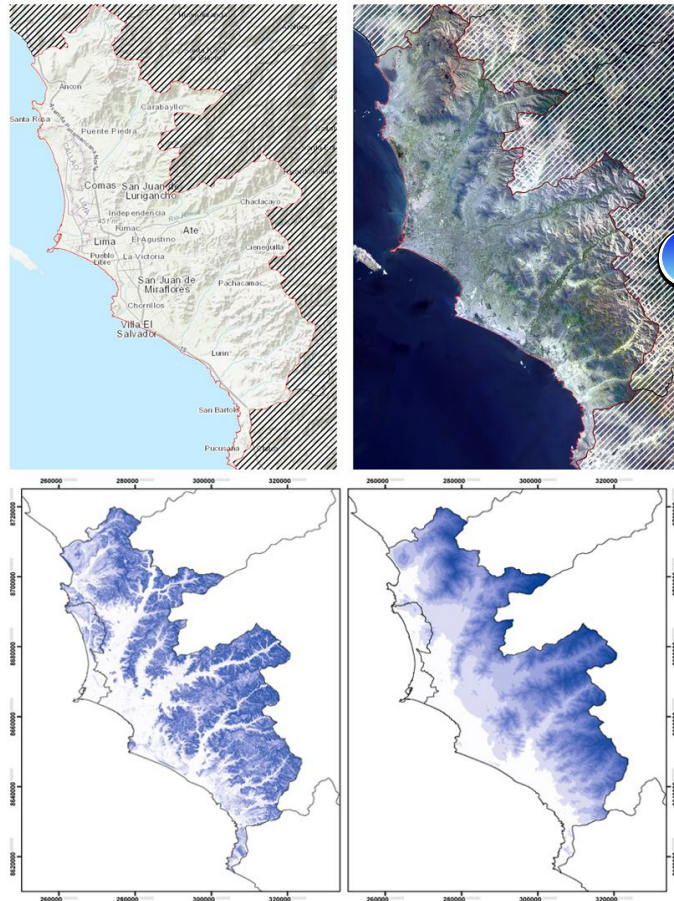 Ancon
Carabayllo
Santa Rosa
Puente Piedra
Comas
San Juan de
Lurigancho
Independencia
Chaclacayo
451 m
Rimac
Ate
Lima
El Agustino
Cieneguilla
Pueblo
Libre
La Victoria
San Juan de
Miraflores
Pachacamac
Chorrillos
Villa El
Salvador
Lurin
San Bartolo
Pucusana
260000 280000 300000 320000
260000 280000 300000 320000
8720000
8700000
8680000
8660000
8640000
8620000
260000 280000 300000 320000
260000 280000 300000 320000